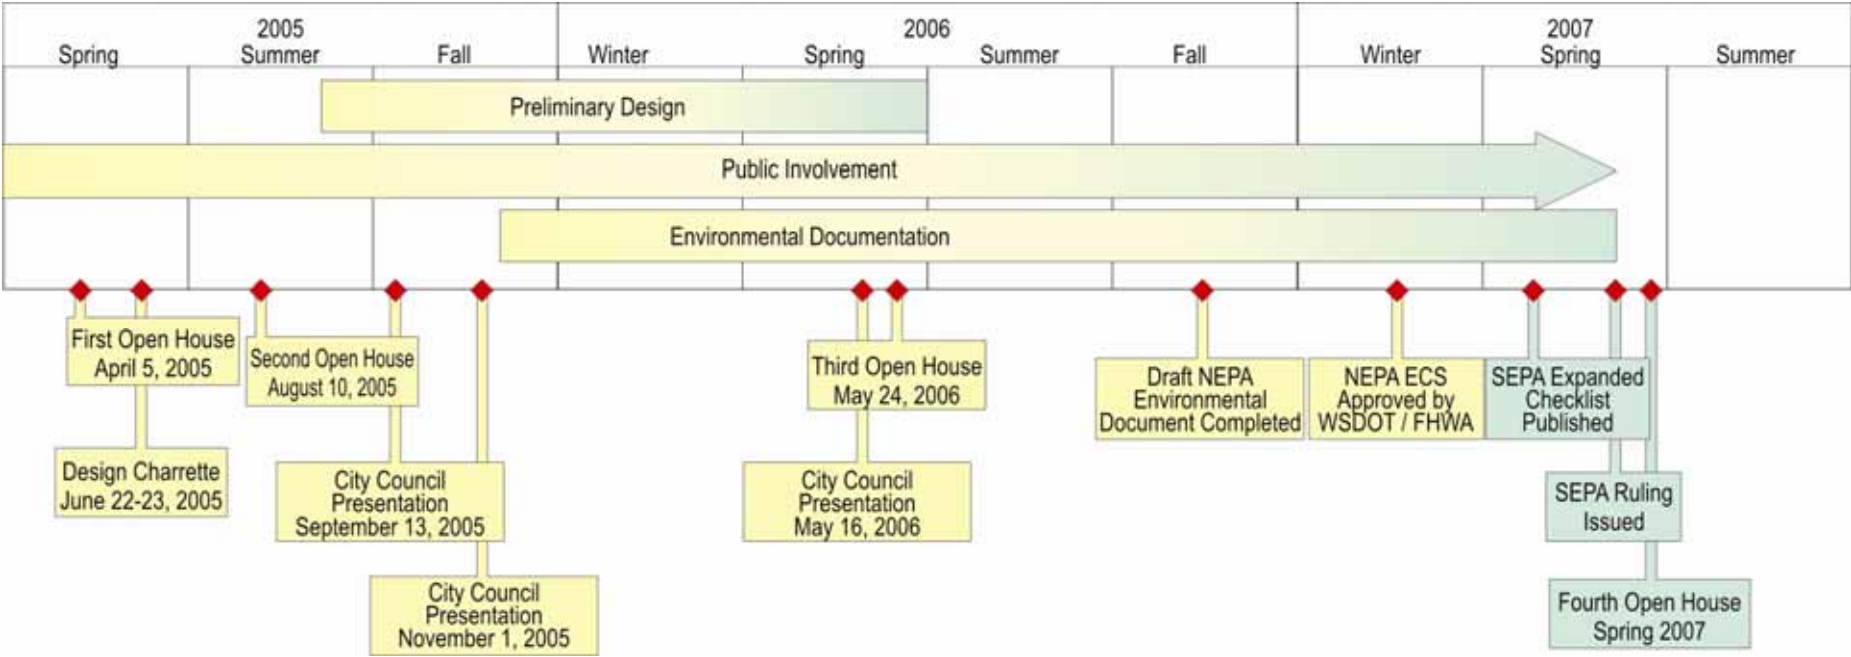 2005
2006
2007
Spring
Summer
Fall
Winter
Spring
Summer
Fall
Winter
Spring
Summer
Preliminary Design
Public Involvement
Environmental Documentation
First Open House
April 5, 2005
Design Charrette
June 22-23, 2005
Second Open House
August 10, 2005
City Council
Presentation
September 13, 2005
City Council
Presentation
November 1, 2005
Third Open House
May 24, 2006
City Council
Presentation
May 16, 2006
Draft NEPA
Environmental
Document Completed
NEPA ECS
Approved by
WSDOT / FHWA
SEPA Expanded
Checklist
Published
SEPA Ruling
Issued
Fourth Open House
Spring 2007